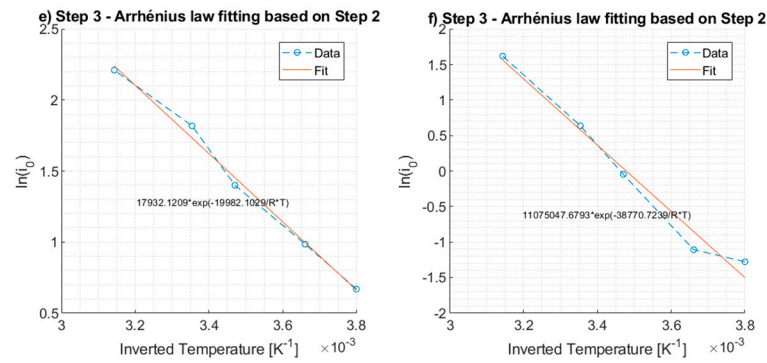 e) Step 3 - Arrhénius law fitting based on Step 2
2.5
2
1.5
1
0.5
ln(i0)
Data
Fit
17932.1209*exp(-19982.1029/R*T)
3 3.2 3.4 3.6 3.8
Inverted Temperature [K-1] ×10-3
f) Step 3 - Arrhénius law fitting based on Step 2
2
1.5
1
0.5
0
-0.5
-1
-1.5
-2
ln(i0)
Data
Fit
11075047.6793*exp(-38770.7239/R*T)
3 3.2 3.4 3.6 3.8
Inverted Temperature [K-1] ×10-3